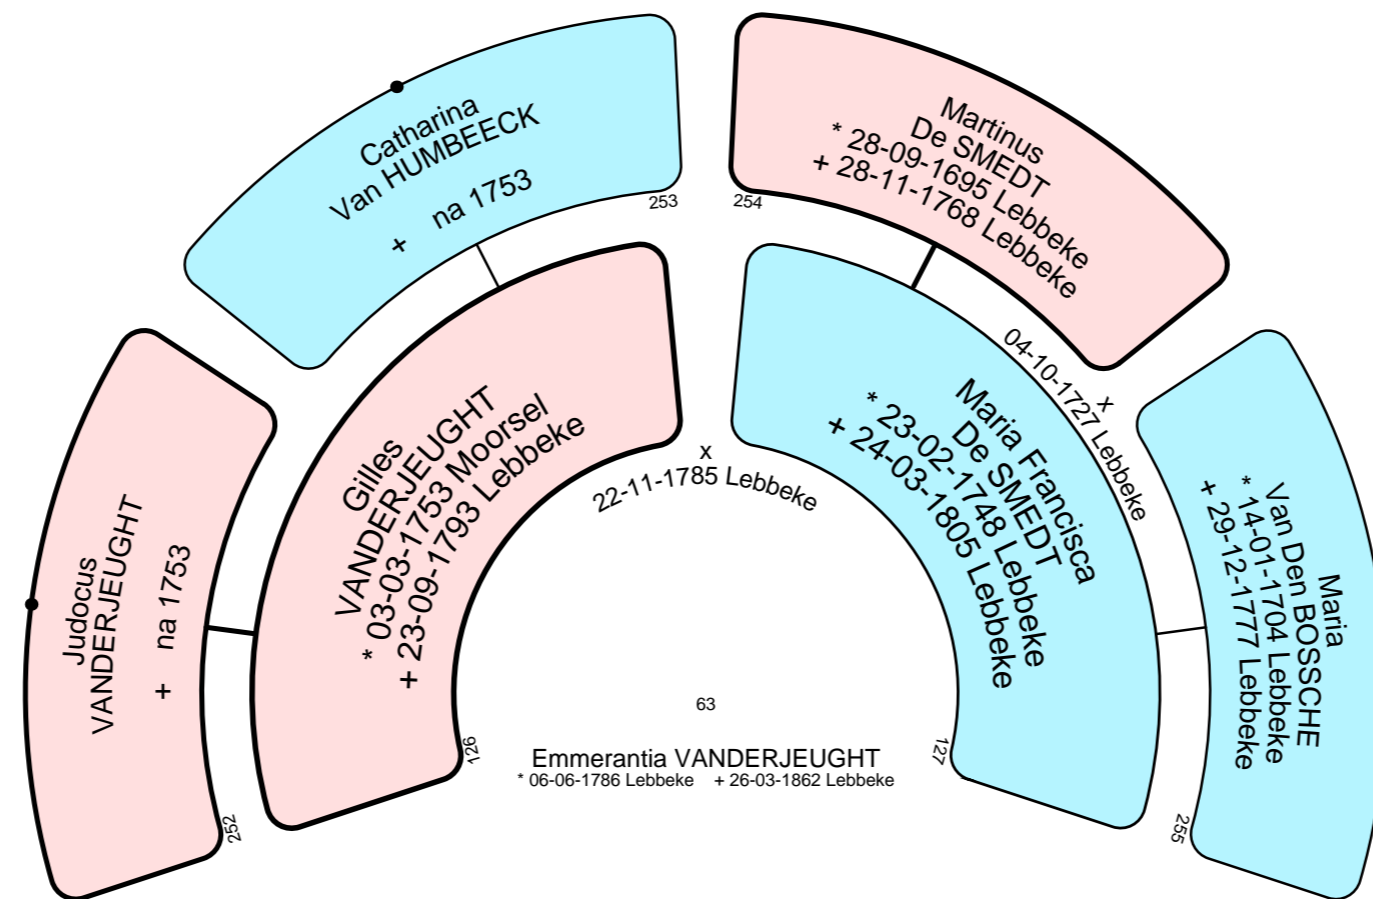 Catharina
Van HUMBEECK
+ na 1753
253
Martinus
De SMEDT
* 28-09-1695 Lebbeke
+ 28-11-1768 Lebbeke
254
Judocus
VANDERJEUGHT
+ na 1753
252
Gilles
VANDERJEUGHT
* 03-03-1753 Moorsel
+ 23-09-1793 Lebbeke
126
x
22-11-1785 Lebbeke
Maria Francisca
De SMEDT
* 23-02-1748 Lebbeke
+ 24-03-1805 Lebbeke
127
x
04-10-1727 Lebbeke
Maria
Van Den BOSSCHE
* 14-01-1704 Lebbeke
+ 29-12-1777 Lebbeke
255
63
Emmerantia VANDERJEUGHT
* 06-06-1786 Lebbeke + 26-03-1862 Lebbeke